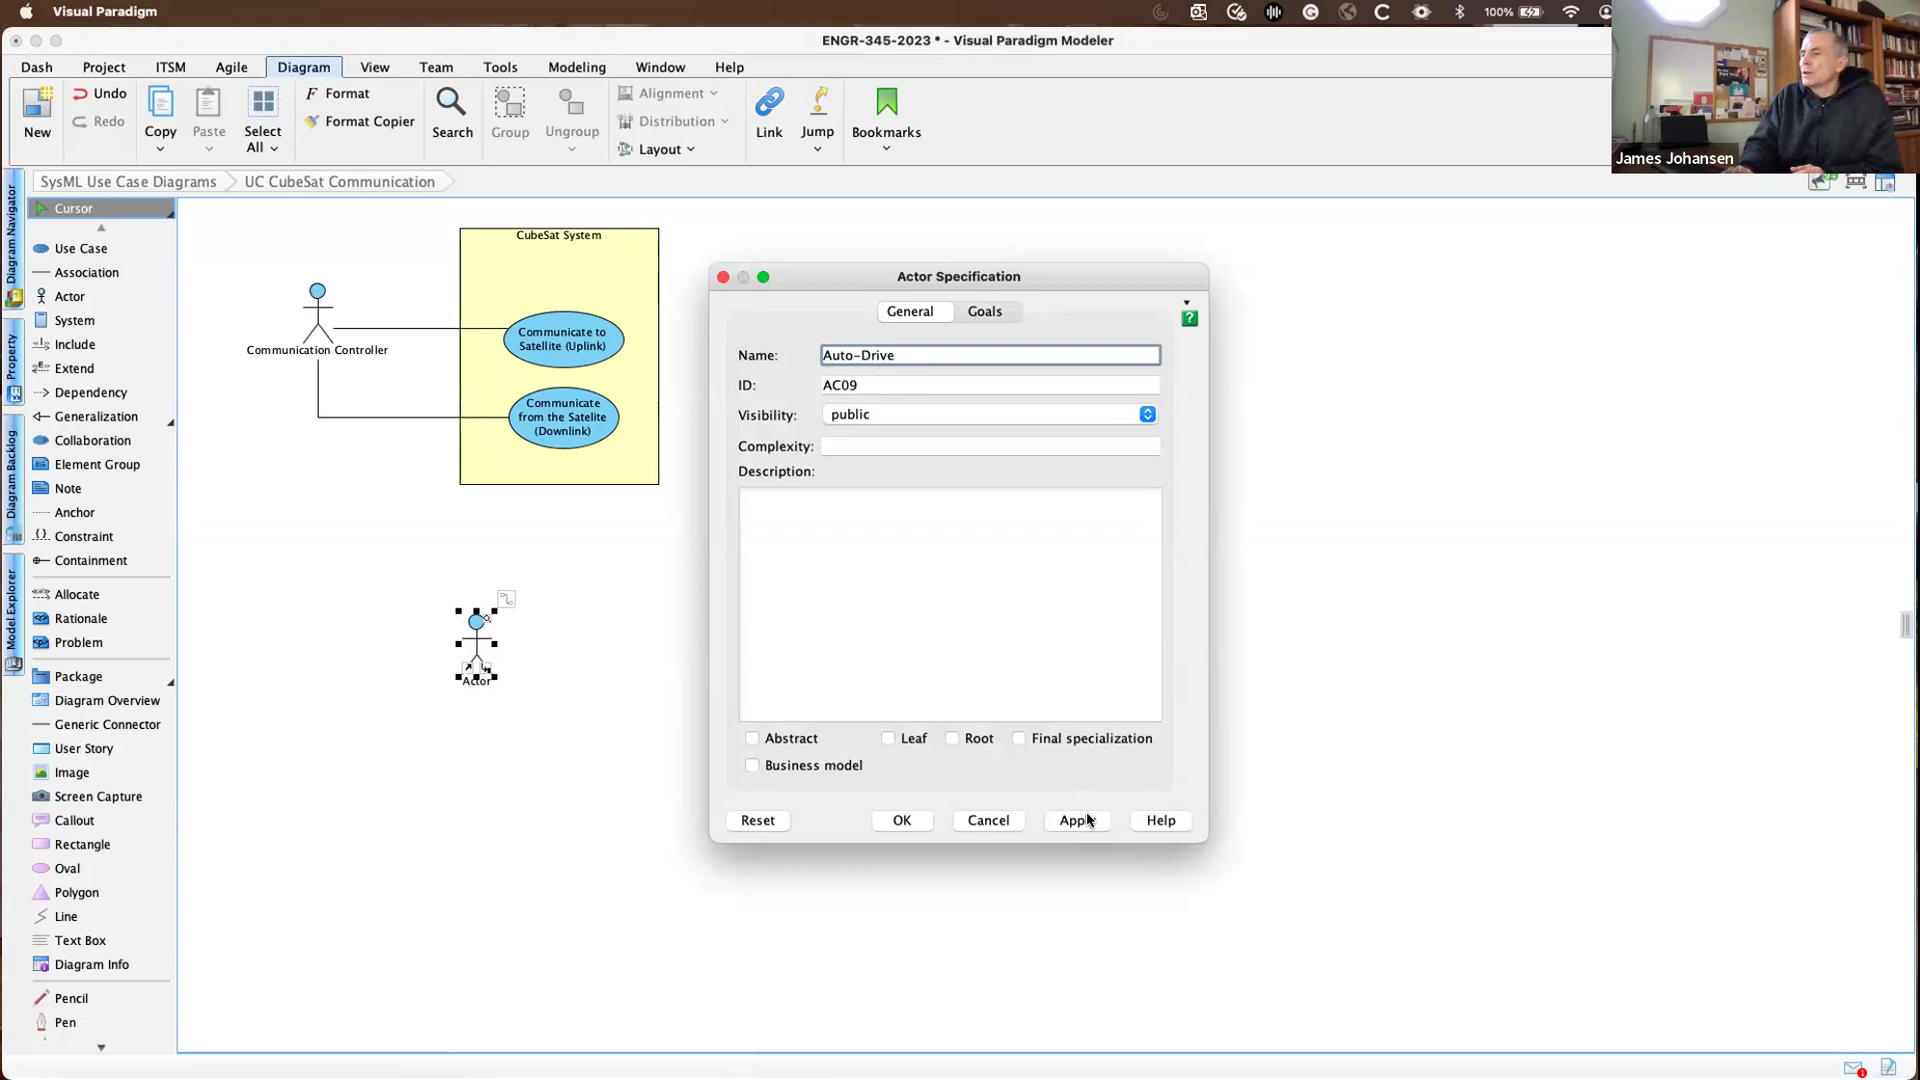 Visual Paradigm
100%
ENGR-345-2023 * - Visual Paradigm Modeler
Dash Project ITSM Agile Diagram View Team Tools Modeling Window Help
New
Undo
Redo
Copy
Paste
Select
All
Format
Format Copier
Search
Group
Ungroup
Alignment
Distribution
Layout
Link
Jump
Bookmarks
James Johansen
SysML Use Case Diagrams
UC CubeSat Communication
Diagram Navigator
Property
Diagram Backlog
Model Explorer
Cursor
Use Case
Association
Actor
System
Include
Extend
Dependency
Generalization
Collaboration
Element Group
Note
Anchor
Constraint
Containment
Allocate
Rationale
Problem
Package
Diagram Overview
Generic Connector
User Story
Image
Screen Capture
Callout
Rectangle
Oval
Polygon
Line
Text Box
Diagram Info
Pencil
Pen
CubeSat System
Communication Controller
Communicate to
Satellite (Uplink)
Communicate
from the Satelite
(Downlink)
Actor
Actor Specification
General Goals
Name: Auto-Drive
ID: AC09
Visibility: public
Complexity:
Description:
Abstract Leaf Root Final specialization
Business model
Reset OK Cancel Help